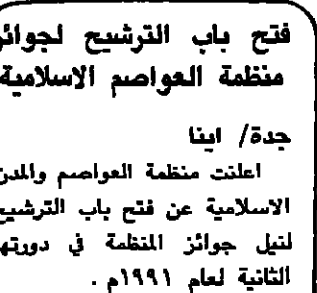 فتح باب الترشيح لجوائز
منظمة العواصم الاسلامية
جدة/ اينا
اعلنت منظمة العواصم والمدن
الاسلامية عن فتح باب الترشيح
لنيل جوائز المنظمة في دورتها
الثانية لعام ١٩٩١م .